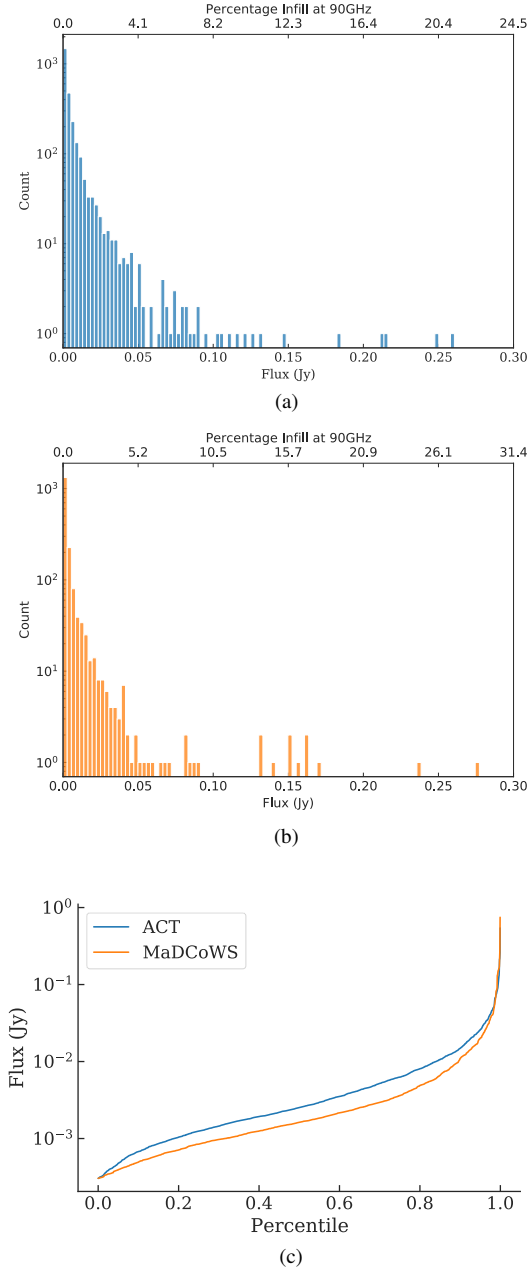 Percentage Infill at 90GHz
0.0 4.1 8.2 12.3 16.4 20.4 24.5
10³
10²
10¹
10⁰
Count
0.00 0.05 0.10 0.15 0.20 0.25 0.30
Flux (Jy)
(a)
Percentage Infill at 90GHz
0.0 5.2 10.5 15.7 20.9 26.1 31.4
10³
10²
10¹
10⁰
Count
0.00 0.05 0.10 0.15 0.20 0.25 0.30
Flux (Jy)
(b)
10⁰
10⁻¹
10⁻²
10⁻³
Flux (Jy)
ACT
MaDCoWS
0.0 0.2 0.4 0.6 0.8 1.0
Percentile
(c)